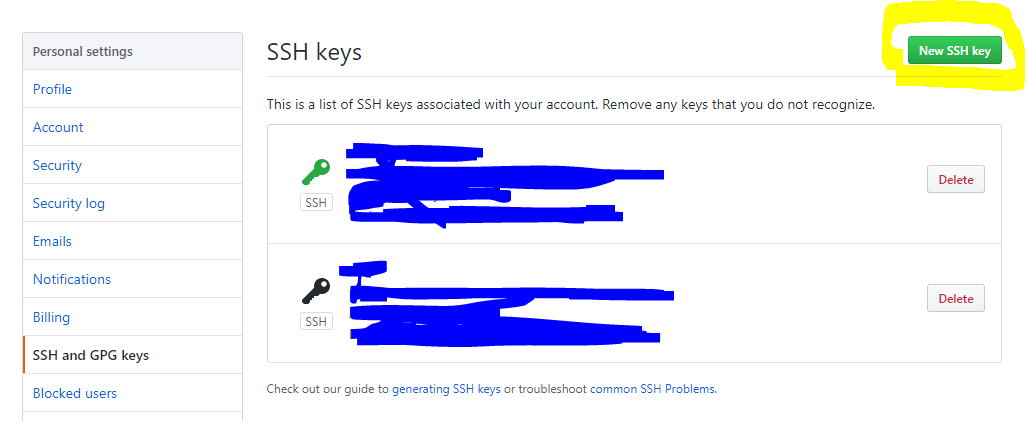 Personal settings
Profile
Account
Security
Security log
Emails
Notifications
Billing
SSH and GPG keys
Blocked users
SSH keys
New SSH key
This is a list of SSH keys associated with your account. Remove any keys that you do not recognize.
SSH
Delete
SSH
Delete
Check out our guide to generating SSH keys or troubleshoot common SSH Problems.